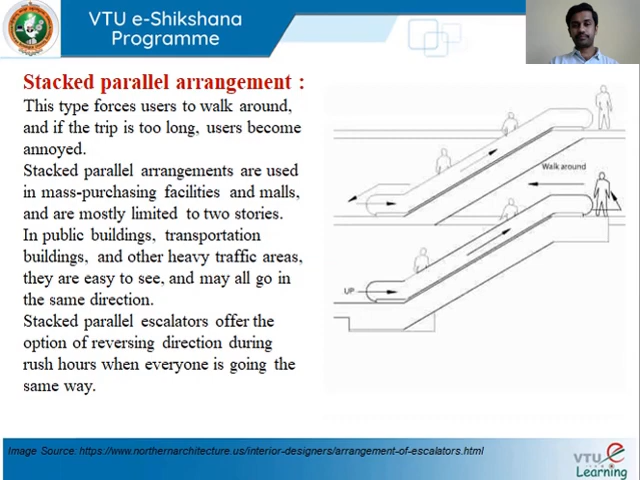 VTU e-Shikshana
Programme
Stacked parallel arrangement :
This type forces users to walk around,
and if the trip is too long, users become
annoyed.
Stacked parallel arrangements are used
in mass-purchasing facilities and malls,
and are mostly limited to two stories.
In public buildings, transportation
buildings, and other heavy traffic areas,
they are easy to see, and may all go in
the same direction.
Stacked parallel escalators offer the
option of reversing direction during
rush hours when everyone is going the
same way.
Walk around
UP
Image Source: https://www.northernarchitecture.us/interior-designers/arrangement-of-escalators.html
VTU e
Learning